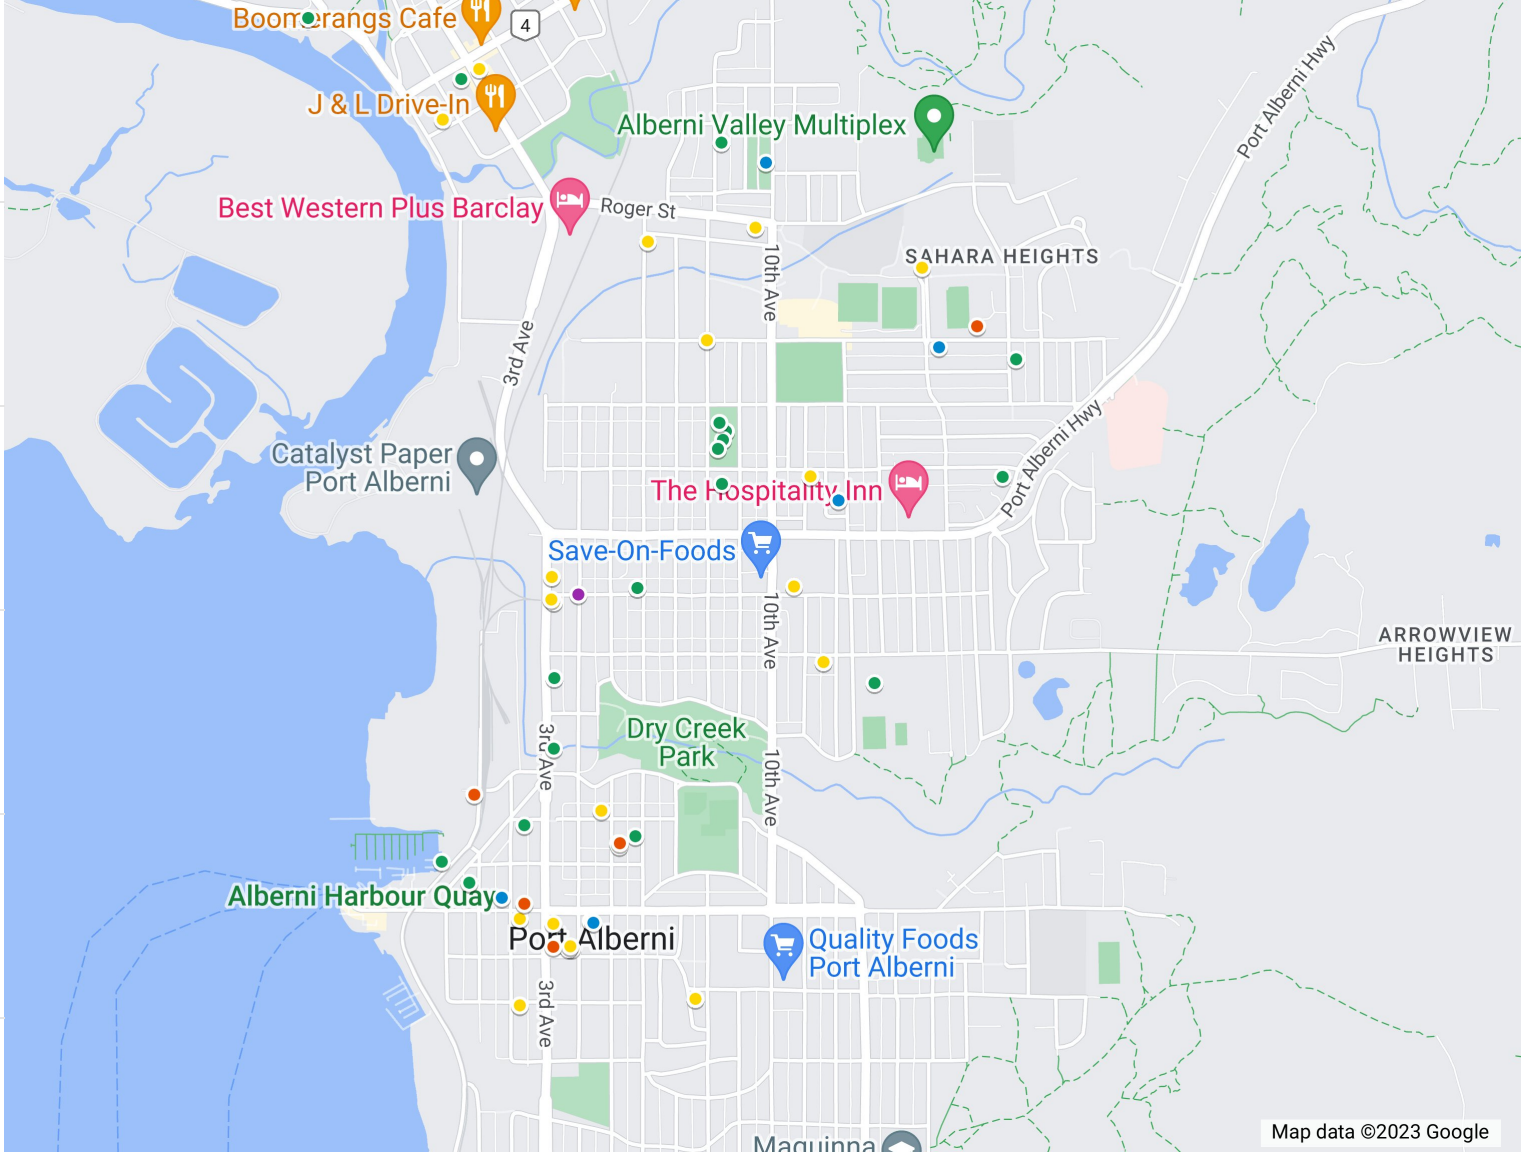 Boomerangs Cafe
4
J & L Drive-In
Alberni Valley Multiplex
Port Alberni Hwy
Best Western Plus Barclay
Roger St
SAHARA HEIGHTS
10th Ave
3rd Ave
Catalyst Paper
Port Alberni
The Hospitality Inn
Port Alberni Hwy
Save-On-Foods
10th Ave
ARROWVIEW
HEIGHTS
Dry Creek
Park
3rd Ave
10th Ave
Alberni Harbour Quay
Port Alberni
Quality Foods
Port Alberni
3rd Ave
Maquinna
Map data ©2023 Google